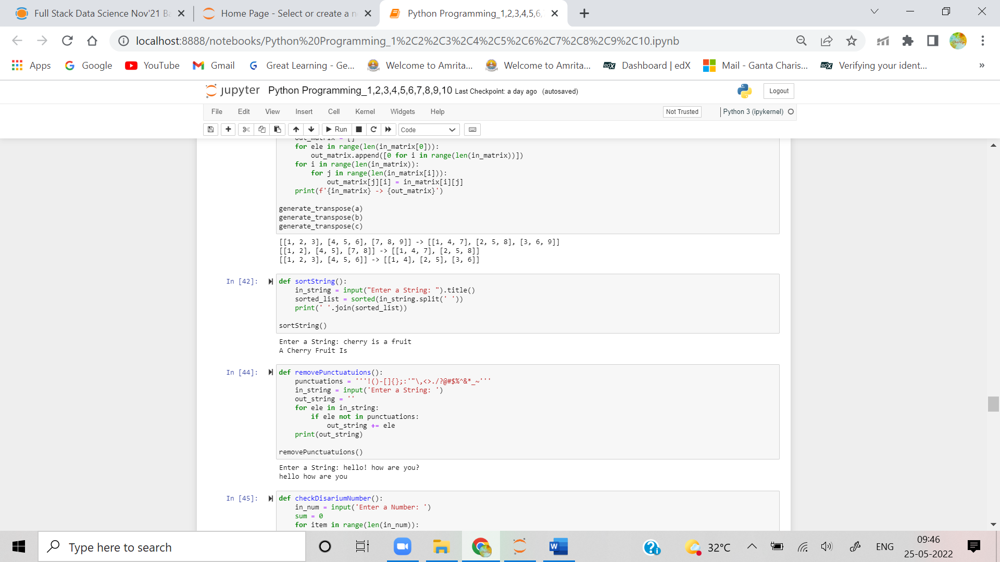 Full Stack Data Science Nov'21 Ba
Home Page - Select or create a n
Python Programming_1,2,3,4,5,6,
localhost:8888/notebooks/Python%20Programming_1%2C2%2C3%2C4%2C5%2C6%2C7%2C8%2C9%2C10.ipynb
Apps
Google
YouTube
Gmail
Great Learning - Ge...
Welcome to Amrita...
Welcome to Amrita...
Dashboard | edX
Mail - Ganta Charis...
Verifying your ident...
»
jupyter Python Programming_1,2,3,4,5,6,7,8,9,10 Last Checkpoint: a day ago (autosaved)
Logout
File Edit View Insert Cell Kernel Widgets Help
Not Trusted
Python 3 (ipykernel)
Run
Code
out_matrix = []
    for ele in range(len(in_matrix[0])):
        out_matrix.append([0 for i in range(len(in_matrix))])
    for i in range(len(in_matrix)):
        for j in range(len(in_matrix[i])):
            out_matrix[j][i] = in_matrix[i][j]
    print(f'{in_matrix} -> {out_matrix}')
generate_transpose(a)
generate_transpose(b)
generate_transpose(c)
[[1, 2, 3], [4, 5, 6], [7, 8, 9]] -> [[1, 4, 7], [2, 5, 8], [3, 6, 9]]
[[1, 2], [4, 5], [7, 8]] -> [[1, 4, 7], [2, 5, 8]]
[[1, 2, 3], [4, 5, 6]] -> [[1, 4], [2, 5], [3, 6]]
In [42]: def sortString():
    in_string = input("Enter a String: ").title()
    sorted_list = sorted(in_string.split(' '))
    print(' '.join(sorted_list))
sortString()
Enter a String: cherry is a fruit
A Cherry Fruit Is
In [44]: def removePunctuatuions():
    punctuations = '''!()-[]{};:'"\,<>./?@#$%^&*_~'''
    in_string = input('Enter a String: ')
    out_string = ''
    for ele in in_string:
        if ele not in punctuations:
            out_string += ele
    print(out_string)
removePunctuatuions()
Enter a String: hello! how are you?
hello how are you
In [45]: def checkDisariumNumber():
    in_num = input('Enter a Number: ')
    sum = 0
    for item in range(len(in_num)):
Type here to search
W
32°C
ENG
09:46
25-05-2022